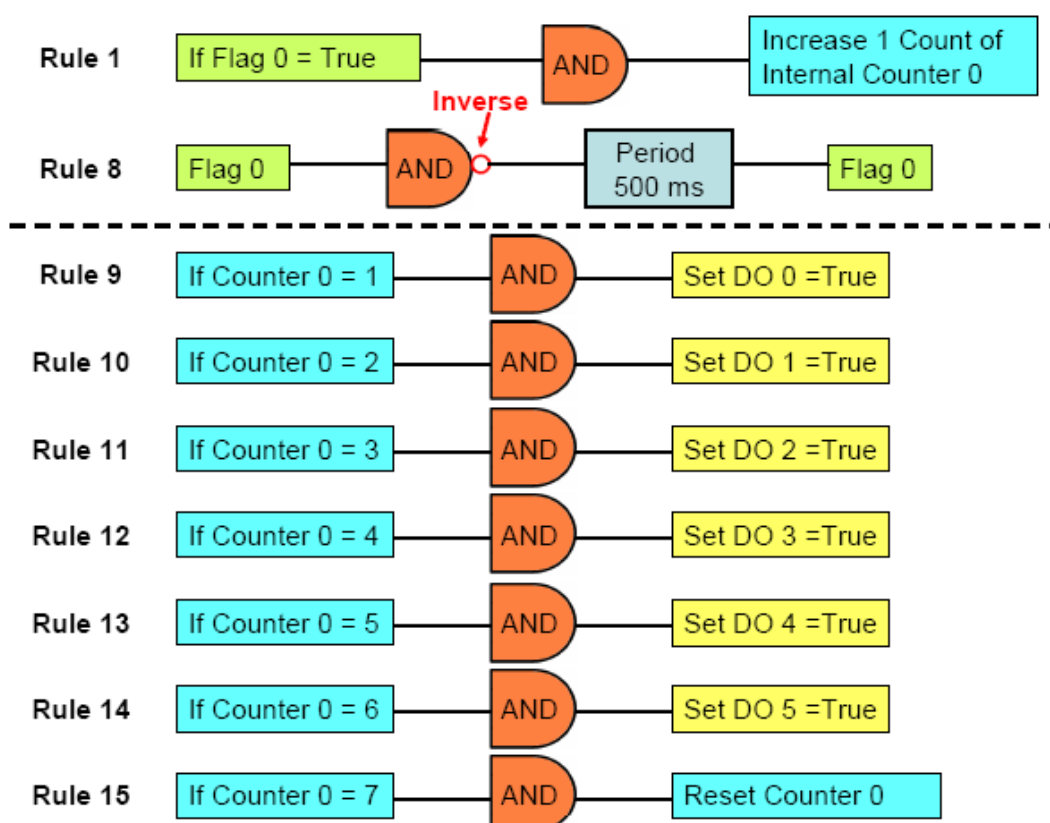 Rule 1
If Flag 0 = True
AND
Increase 1 Count of
Internal Counter 0
Inverse
Rule 8
Flag 0
AND
Period
500 ms
Flag 0
Rule 9
If Counter 0 = 1
AND
Set DO 0 =True
Rule 10
If Counter 0 = 2
AND
Set DO 1 =True
Rule 11
If Counter 0 = 3
AND
Set DO 2 =True
Rule 12
If Counter 0 = 4
AND
Set DO 3 =True
Rule 13
If Counter 0 = 5
AND
Set DO 4 =True
Rule 14
If Counter 0 = 6
AND
Set DO 5 =True
Rule 15
If Counter 0 = 7
AND
Reset Counter 0